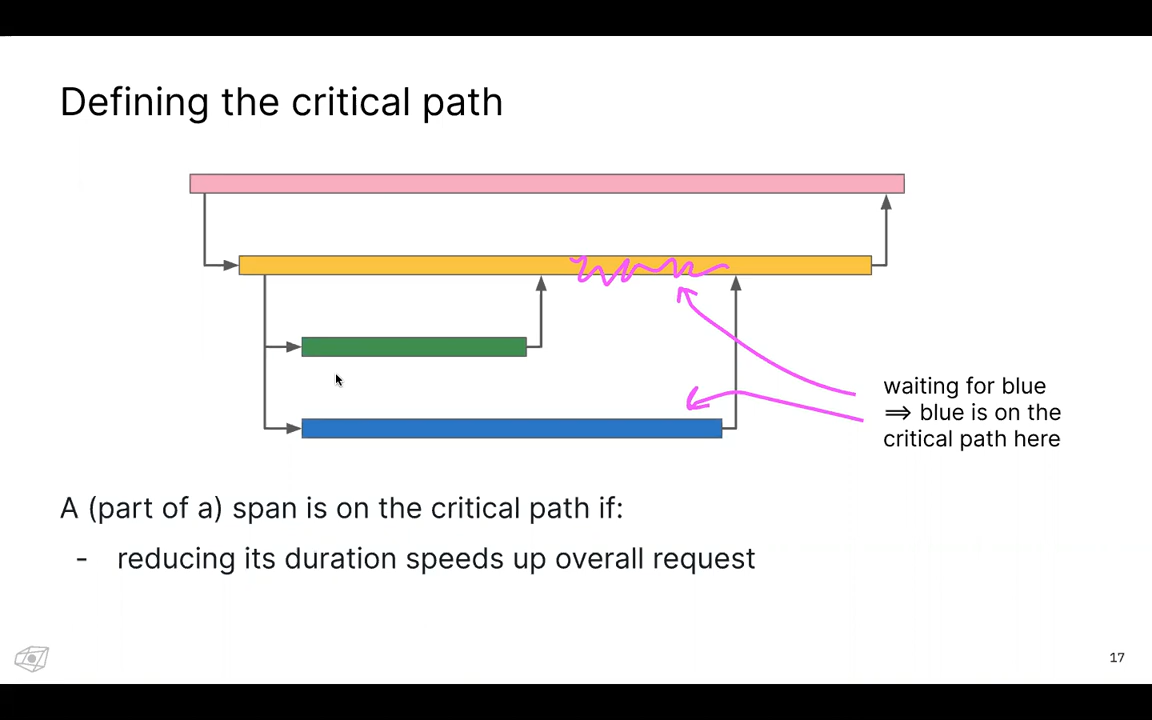 Defining the critical path
waiting for blue
⟹ blue is on the
critical path here
A (part of a) span is on the critical path if:
- reducing its duration speeds up overall request
17